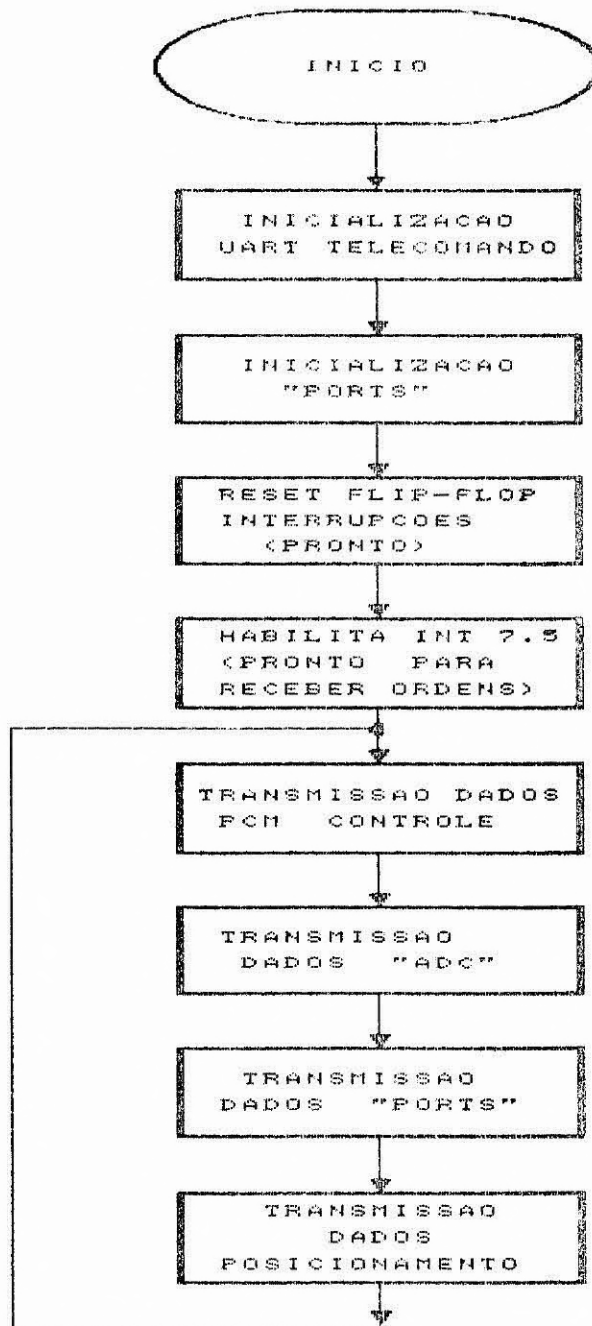 INICIO
INICIALIZACAO
UART TELECOMANDO
INICIALIZACAO
"PORTS"
RESET FLIP-FLOP
INTERRUPCOES
<PRONTO>
HABILITA INT 7.5
<PRONTO PARA
RECEBER ORDENS>
TRANSMISSAO DADOS
PCM CONTROLE
TRANSMISSAO
DADOS "ADC"
TRANSMISSAO
DADOS "PORTS"
TRANSMISSAO
DADOS
POSICIONAMENTO